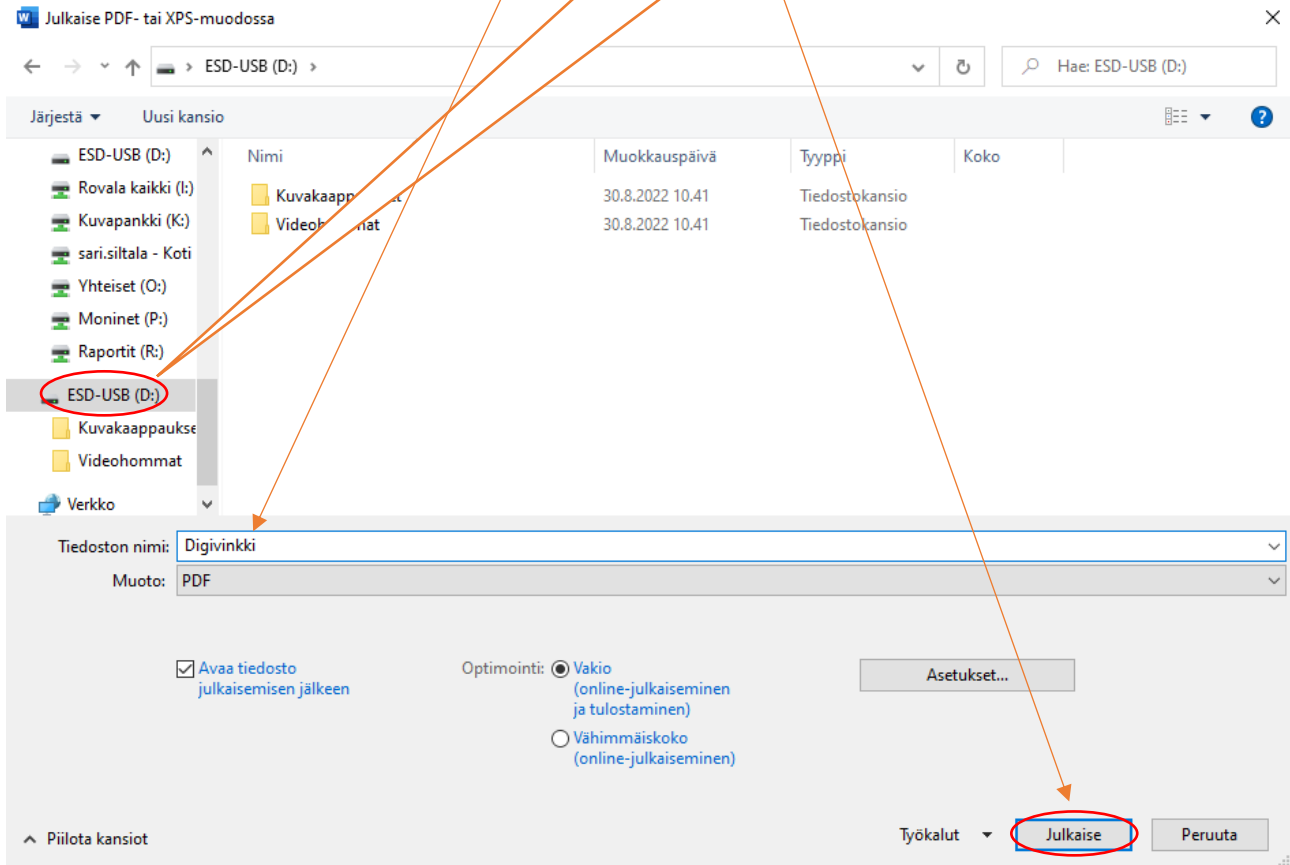 Julkaise PDF- tai XPS-muodossa
ESD-USB (D:)
Hae: ESD-USB (D:)
Järjestä
Uusi kansio
ESD-USB (D:)
Rovala kaikki (I:)
Kuvapankki (K:)
sari.siltala - Koti
Yhteiset (O:)
Moninet (P:)
Raportit (R:)
ESD-USB (D:)
Kuvakaappaukse
Videohommat
Verkko
Nimi Muokkauspäivä Tyyppi Koko
30.8.2022 10.41 Tiedostokansio
30.8.2022 10.41 Tiedostokansio
Tiedoston nimi: Digivinkki
Muoto: PDF
Avaa tiedosto
julkaisemisen jälkeen
Optimointi: Vakio
(online-julkaiseminen
ja tulostaminen)
Vähimmäiskoko
(online-julkaiseminen)
Asetukset...
Piilota kansiot
Työkalut
Julkaise
Peruuta